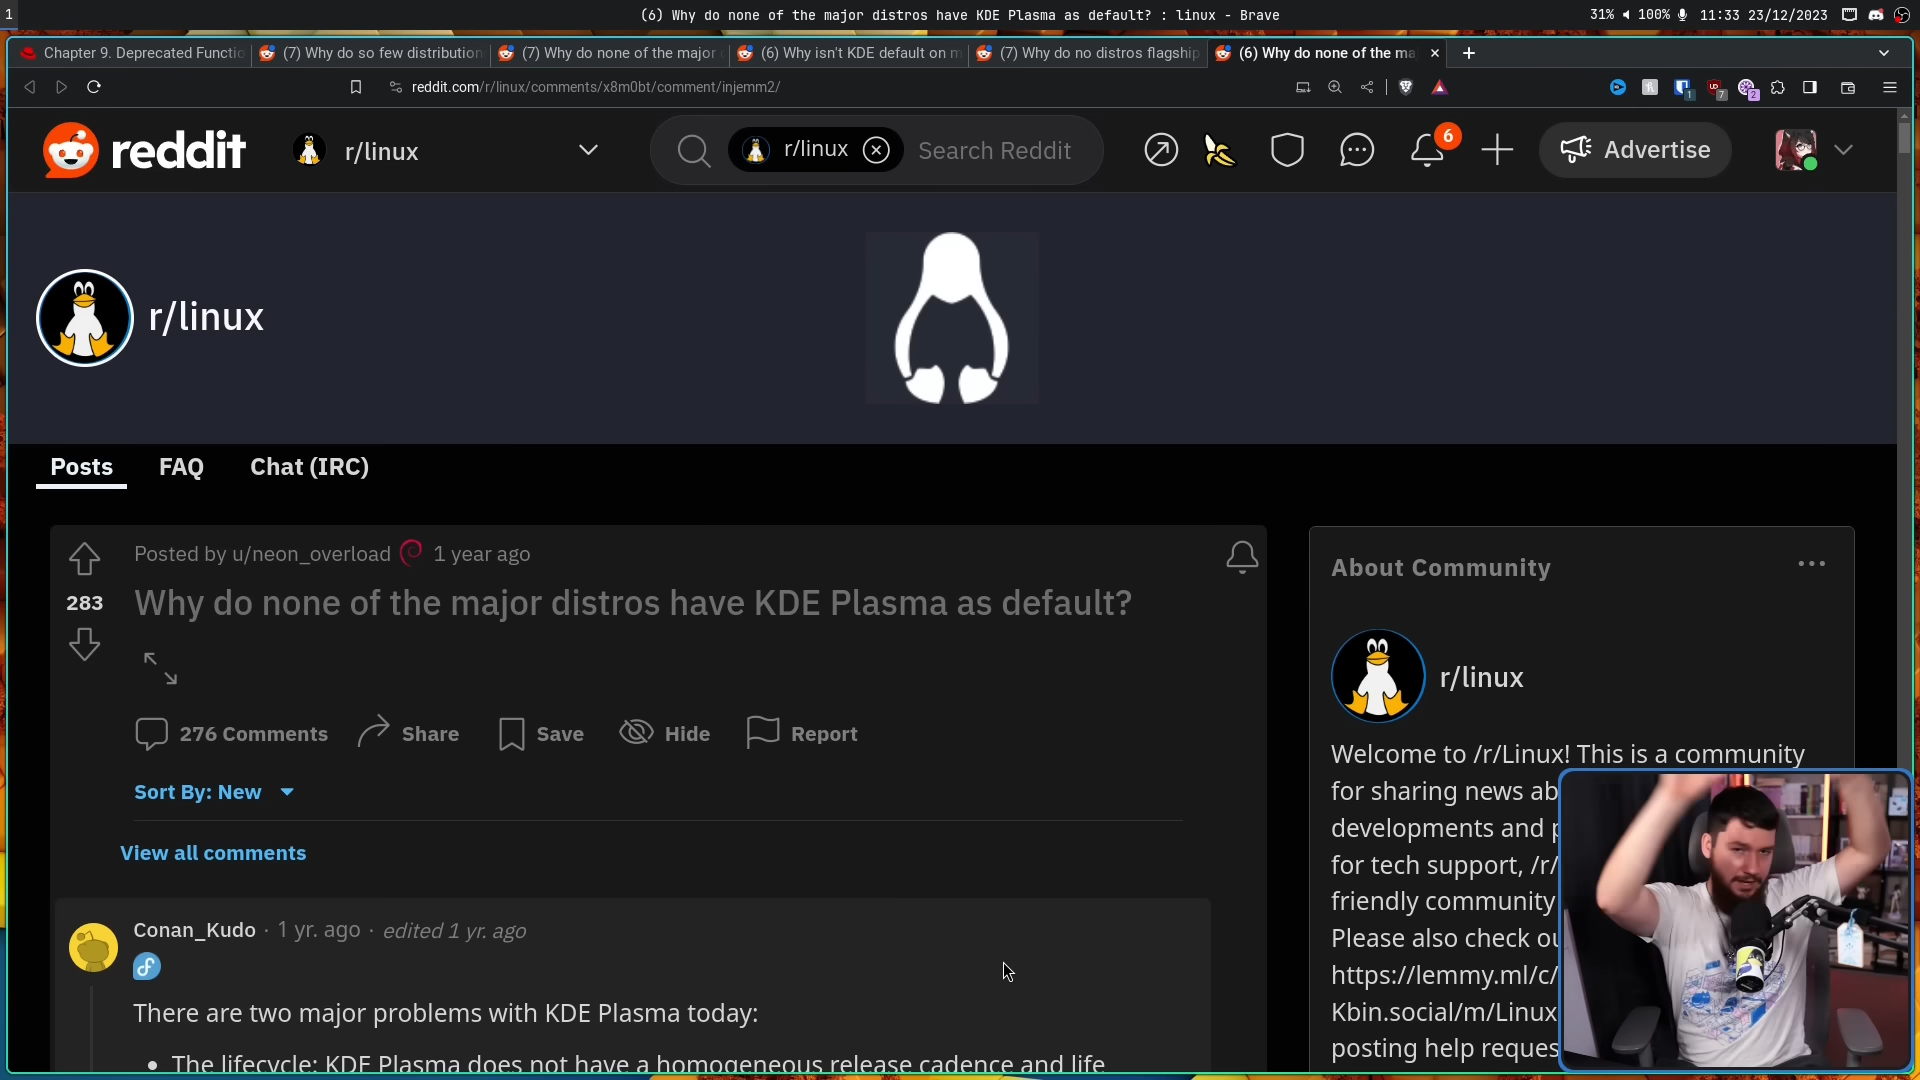 1
(6) Why do none of the major distros have KDE Plasma as default? : linux - Brave
31% 100% 11:33 23/12/2023
Chapter 9. Deprecated Functio
(7) Why do so few distribution
(7) Why do none of the major
(6) Why isn't KDE default on m
(7) Why do no distros flagship
(6) Why do none of the ma
reddit.com/r/linux/comments/x8m0bt/comment/injemm2/
1
7
2
reddit
r/linux
r/linux
Search Reddit
6
Advertise
r/linux
Posts
FAQ
Chat (IRC)
Posted by u/neon_overload 1 year ago
283
Why do none of the major distros have KDE Plasma as default?
276 Comments
Share
Save
Hide
Report
Sort By: New
View all comments
Conan_Kudo · 1 yr. ago · edited 1 yr. ago
There are two major problems with KDE Plasma today:
• The lifecycle: KDE Plasma does not have a homogeneous release cadence and life
About Community
r/linux
Welcome to /r/Linux! This is a community
for sharing news ab
developments and p
for tech support, /r/
friendly community
Please also check ou
https://lemmy.ml/c/
Kbin.social/m/Linux
posting help reques